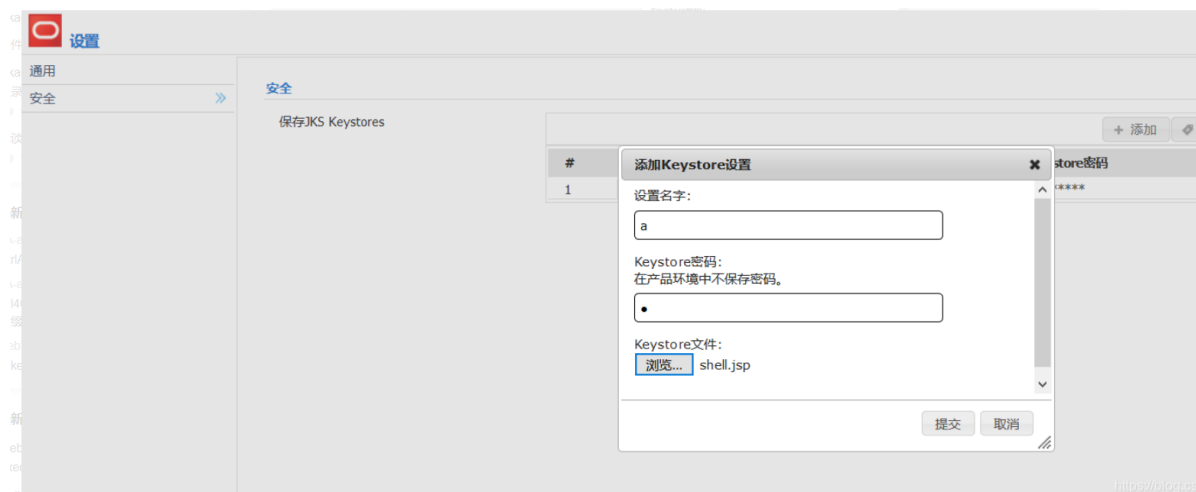 设置
通用
安全
安全
保存JKS Keystores
+ 添加
#
store密码
1
*****
添加Keystore设置
设置名字:
a
Keystore密码:
在产品环境中不保存密码。
●
Keystore文件:
浏览...
shell.jsp
提交
取消